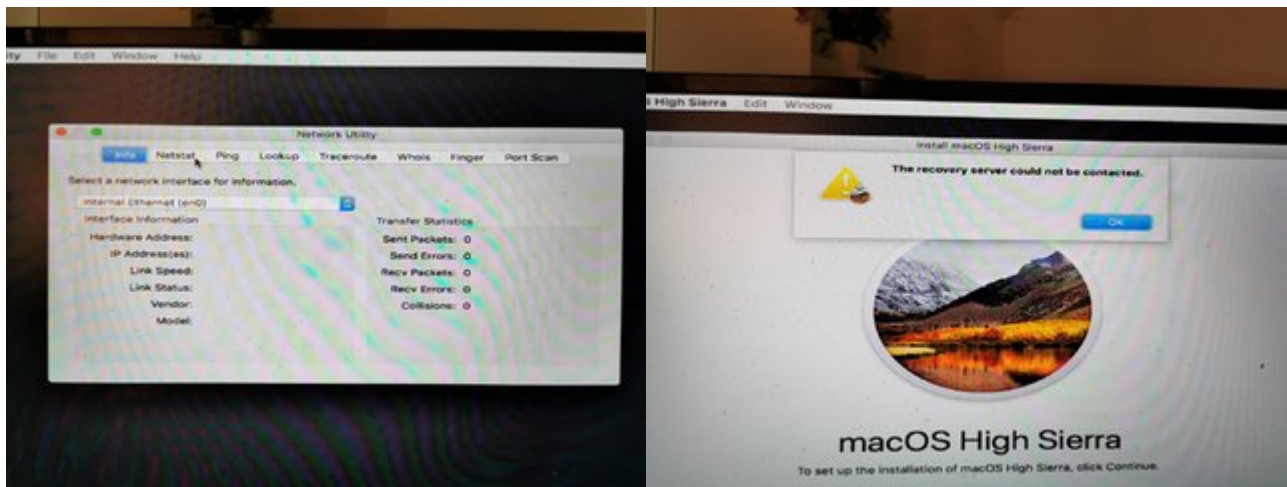 ity File Edit Window Help
Network Utility
Info Netstat Ping Lookup Traceroute Whois Finger Port Scan
Select a network interface for information.
Internal Ethernet (en0)
Interface Information
Hardware Address:
IP Address(es):
Link Speed:
Link Status:
Vendor:
Model:
Transfer Statistics
Sent Packets: 0
Send Errors: 0
Recv Packets: 0
Recv Errors: 0
Collisions: 0
High Sierra Edit Window
Install macOS High Sierra
The recovery server could not be contacted.
OK
macOS High Sierra
To set up the installation of macOS High Sierra, click Continue.